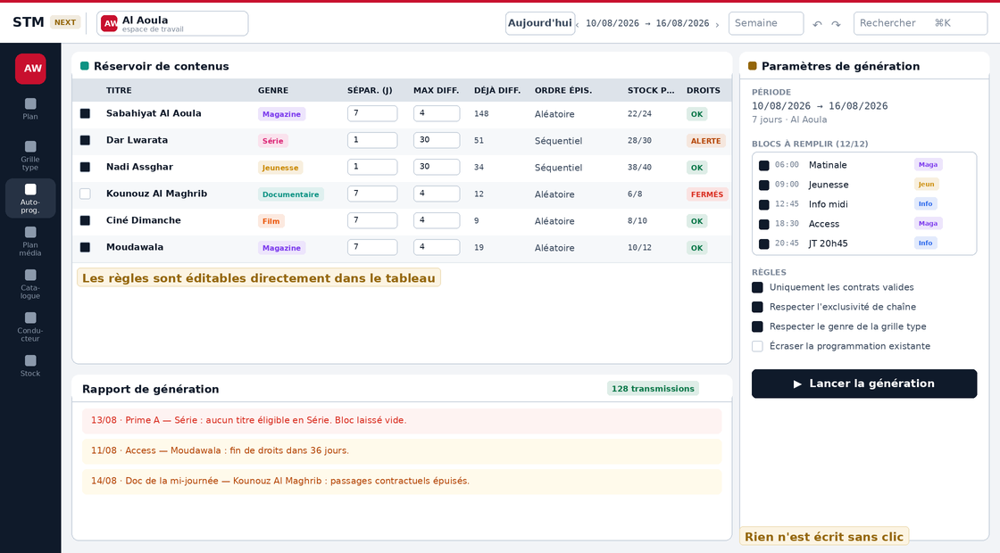 STM NEXT AW Al Aoula
espace de travail
Aujourd'hui ‹ 10/08/2026 → 16/08/2026 › Semaine ↶ ↷ Rechercher ⌘K
AW
Plan
Grille
type
Auto-
prog.
Plan
média
Cata-
logue
Condu-
cteur
Stock
Réservoir de contenus
TITRE GENRE SÉPAR. (J) MAX DIFF. DÉJÀ DIFF. ORDRE ÉPIS. STOCK P… DROITS
Sabahiyat Al Aoula Magazine 7 4 148 Aléatoire 22/24 OK
Dar Lwarata Série 1 30 51 Séquentiel 28/30 ALERTE
Nadi Assghar Jeunesse 1 30 34 Séquentiel 38/40 OK
Kounouz Al Maghrib Documentaire 7 4 12 Aléatoire 6/8 FERMÉS
Ciné Dimanche Film 7 4 9 Aléatoire 8/10 OK
Moudawala Magazine 7 4 19 Aléatoire 10/12 OK
Les règles sont éditables directement dans le tableau
Rapport de génération 128 transmissions
13/08 · Prime A — Série : aucun titre éligible en Série. Bloc laissé vide.
11/08 · Access — Moudawala : fin de droits dans 36 jours.
14/08 · Doc de la mi-journée — Kounouz Al Maghrib : passages contractuels épuisés.
Paramètres de génération
PÉRIODE
10/08/2026 → 16/08/2026
7 jours · Al Aoula
BLOCS À REMPLIR (12/12)
06:00 Matinale Maga
09:00 Jeunesse Jeun
12:45 Info midi Info
18:30 Access Maga
20:45 JT 20h45 Info
RÈGLES
Uniquement les contrats valides
Respecter l'exclusivité de chaîne
Respecter le genre de la grille type
Écraser la programmation existante
▶ Lancer la génération
Rien n'est écrit sans clic